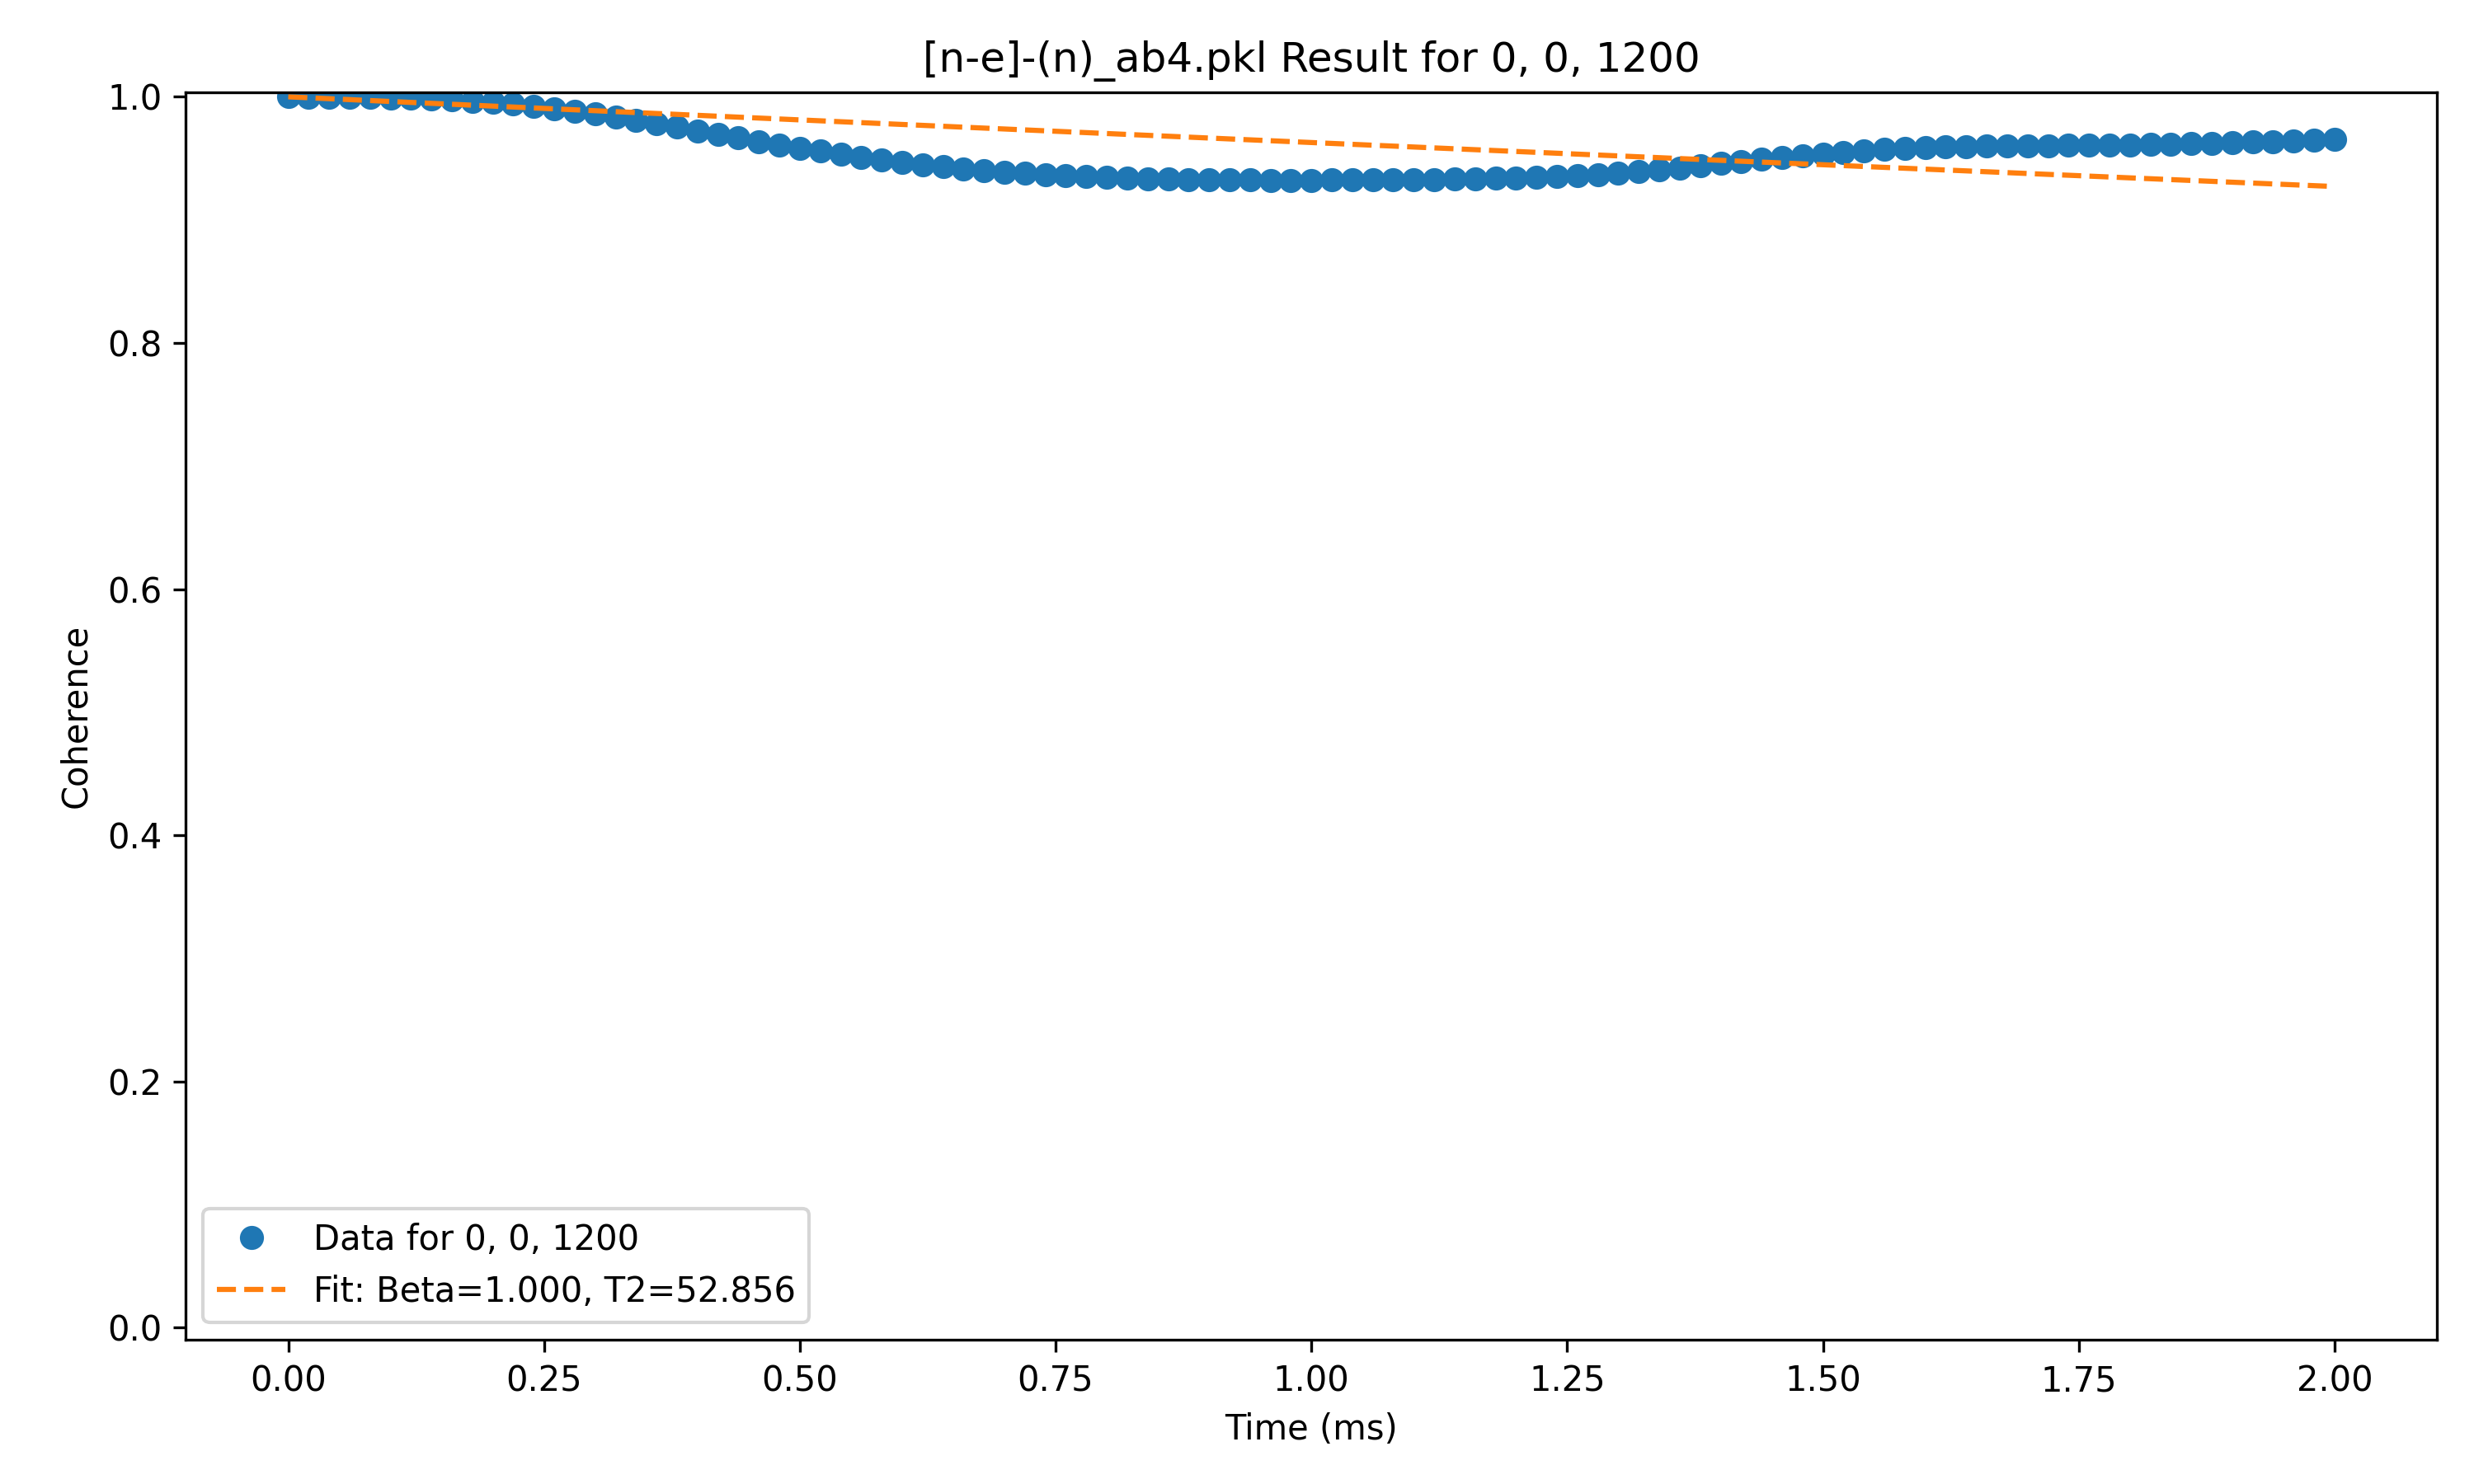 [n-e]-(n)_ab4.pkl Result for 0, 0, 1200
1.0
0.8
0.6
0.4
0.2
0.0
Coherence
Data for 0, 0, 1200
Fit: Beta=1.000, T2=52.856
0.00 0.25 0.50 0.75 1.00 1.25 1.50 1.75 2.00
Time (ms)